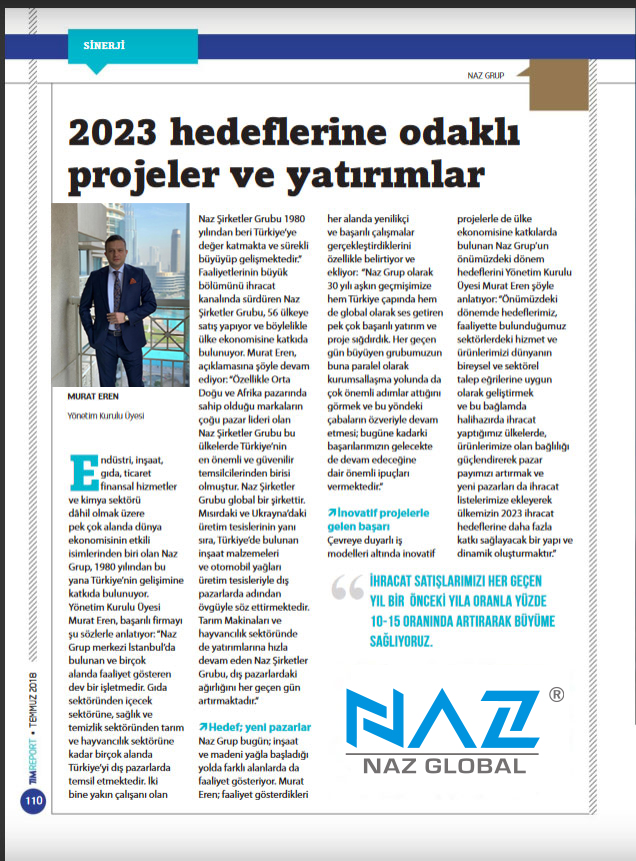 SİNERJİ
NAZ GRUP
2023 hedeflerine odaklı
projeler ve yatırımlar
MURAT EREN
Yönetim Kurulu Üyesi
Endüstri, inşaat,
gıda, ticaret
finansal hizmetler
ve kimya sektörü
dâhil olmak üzere
pek çok alanda dünya
ekonomisinin etkili
isimlerinden biri olan Naz
Grup, 1980 yılından bu
yana Türkiye’nin gelişimine
katkıda bulunuyor.
Yönetim Kurulu Üyesi
Murat Eren, başarılı firmayı
şu sözlerle anlatıyor: “Naz
Grup merkezi İstanbul’da
bulunan ve birçok
alanda faaliyet gösteren
dev bir işletmedir. Gıda
sektöründen içecek
sektörüne, sağlık ve
temizlik sektöründen tarım
ve hayvancılık sektörüne
kadar birçok alanda
Türkiye’yi dış pazarlarda
temsil etmektedir. İki
bine yakın çalışanı olan
Naz Şirketler Grubu 1980
yılından beri Türkiye’ye
değer katmakta ve sürekli
büyüyüp gelişmektedir.”
Faaliyetlerinin büyük
bölümünü ihracat
kanalında sürdüren Naz
Şirketler Grubu, 56 ülkeye
satış yapıyor ve böylelikle
ülke ekonomisine katkıda
bulunuyor. Murat Eren,
açıklamasına şöyle devam
ediyor: “Özellikle Orta
Doğu ve Afrika pazarında
sahip olduğu markaların
çoğu pazar lideri olan
Naz Şirketler Grubu bu
ülkelerde Türkiye’nin
en önemli ve güvenilir
temsilcilerinden birisi
olmuştur. Naz Şirketler
Grubu global bir şirkettir.
Mısırdaki ve Ukrayna’daki
üretim tesislerinin yanı
sıra, Türkiye’de bulunan
inşaat malzemeleri
ve otomobil yağları
üretim tesisleriyle dış
pazarlarda adından
övgüyle söz ettirmektedir.
Tarım Makinaları ve
hayvancılık sektöründe
de yatırımlarına hızla
devam eden Naz Şirketler
Grubu, dış pazarlardaki
ağırlığını her geçen gün
artırmaktadır.”
Hedef; yeni pazarlar
Naz Grup bugün; inşaat
ve madeni yağla başladığı
yolda farklı alanlarda da
faaliyet gösteriyor. Murat
Eren; faaliyet gösterdikleri
her alanda yenilikçi
ve başarılı çalışmalar
gerçekleştirdiklerini
özellikle belirtiyor ve
ekliyor: “Naz Grup olarak
30 yılı aşkın geçmişimize
hem Türkiye çapında hem
de global olarak ses getiren
pek çok başarılı yatırım ve
proje sığdırdık. Her geçen
gün büyüyen grubumuzun
buna paralel olarak
kurumsallaşma yolunda da
çok önemli adımlar attığını
görmek ve bu yöndeki
çabaların özveriyle devam
etmesi; bugüne kadarki
başarılarımızın gelecekte
de devam edeceğine
dair önemli ipuçları
vermektedir.”
İnovatif projelerle
gelen başarı
Çevreye duyarlı iş
modelleri altında inovatif
projelerle de ülke
ekonomisine katkılarda
bulunan Naz Grup’un
önümüzdeki dönem
hedeflerini Yönetim Kurulu
Üyesi Murat Eren şöyle
anlatıyor: “Önümüzdeki
dönemde hedeflerimiz,
faaliyette bulunduğumuz
sektörlerdeki hizmet ve
ürünlerimizi dünyanın
bireysel ve sektörel
talep eğrilerine uygun
olarak geliştirmek
ve bu bağlamda
halihazırda ihracat
yaptığımız ülkelerde,
ürünlerimize olan bağlılığı
güçlendirerek pazar
payımızı artırmak ve
yeni pazarları da ihracat
listelerimize ekleyerek
ülkemizin 2023 ihracat
hedeflerine daha fazla
katkı sağlayacak bir yapı ve
dinamik oluşturmaktır.”
“İHRACAT SATIŞLARIMIZI HER GEÇEN
YIL BİR ÖNCEKİ YILA ORANLA YÜZDE
10-15 ORANINDA ARTIRARAK BÜYÜME
SAĞLIYORUZ.
NAZ ®
NAZ GLOBAL
TİMREPORT • TEMMUZ 2018
110